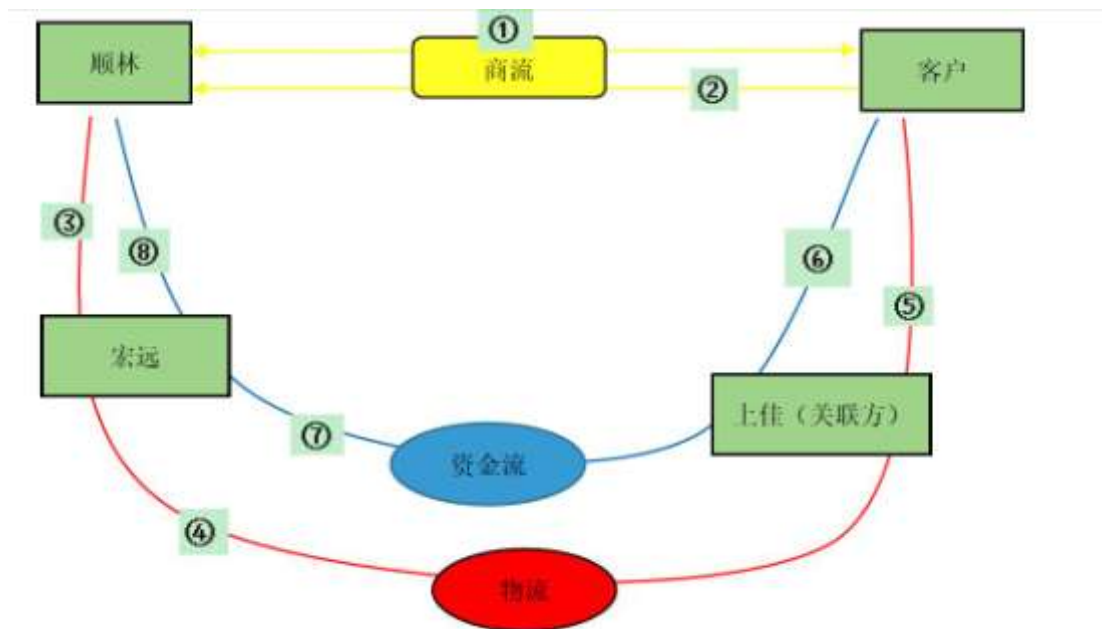 ①
顺林
商流
客户
②
③
⑧
⑥
⑤
宏远
上佳（关联方）
⑦
资金流
④
物流